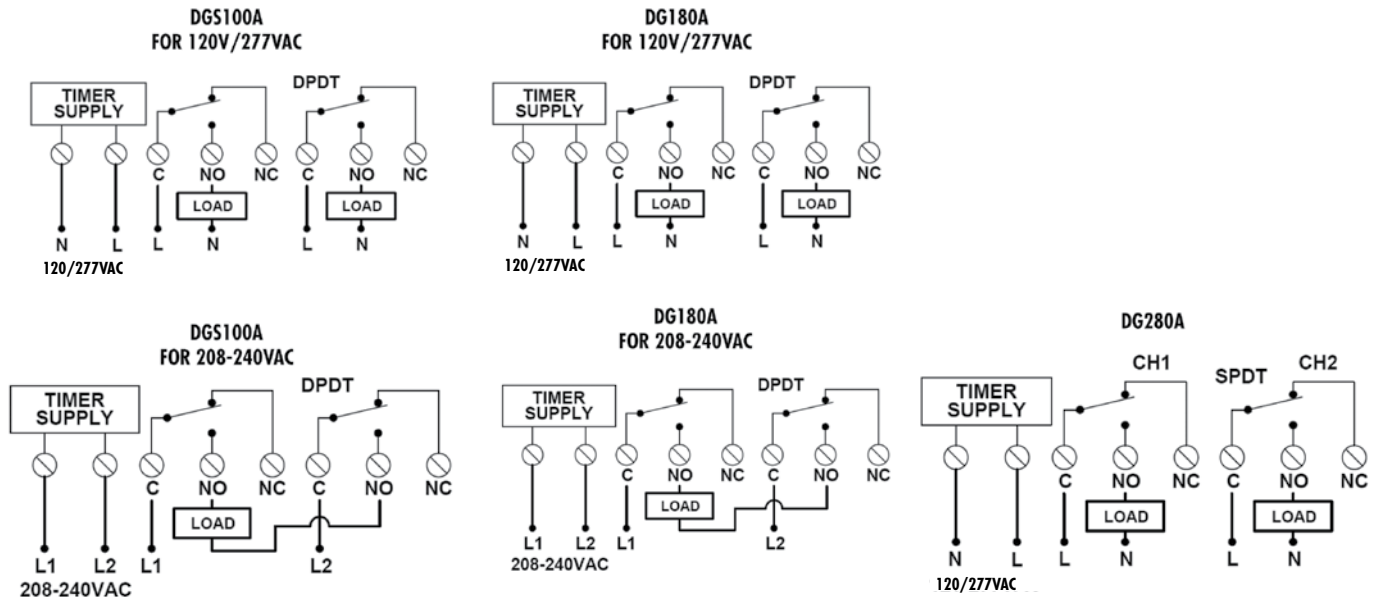 DGS100A
FOR 120V/277VAC
TIMER
SUPPLY
DPDT
C NO NC C NO NC
LOAD LOAD
N L L N L N
120/277VAC
DG180A
FOR 120V/277VAC
TIMER
SUPPLY
DPDT
C NO NC C NO NC
LOAD LOAD
N L L N L N
120/277VAC
DGS100A
FOR 208-240VAC
TIMER
SUPPLY
DPDT
C NO NC C NO NC
LOAD
L1 L2 L1 L2
208-240VAC
DG180A
FOR 208-240VAC
TIMER
SUPPLY
DPDT
C NO NC C NO NC
LOAD
L1 L2 L1 L2
208-240VAC
DG280A
CH1 SPDT CH2
TIMER
SUPPLY
C NO NC C NO NC
LOAD LOAD
N L L N L N
120/277VAC